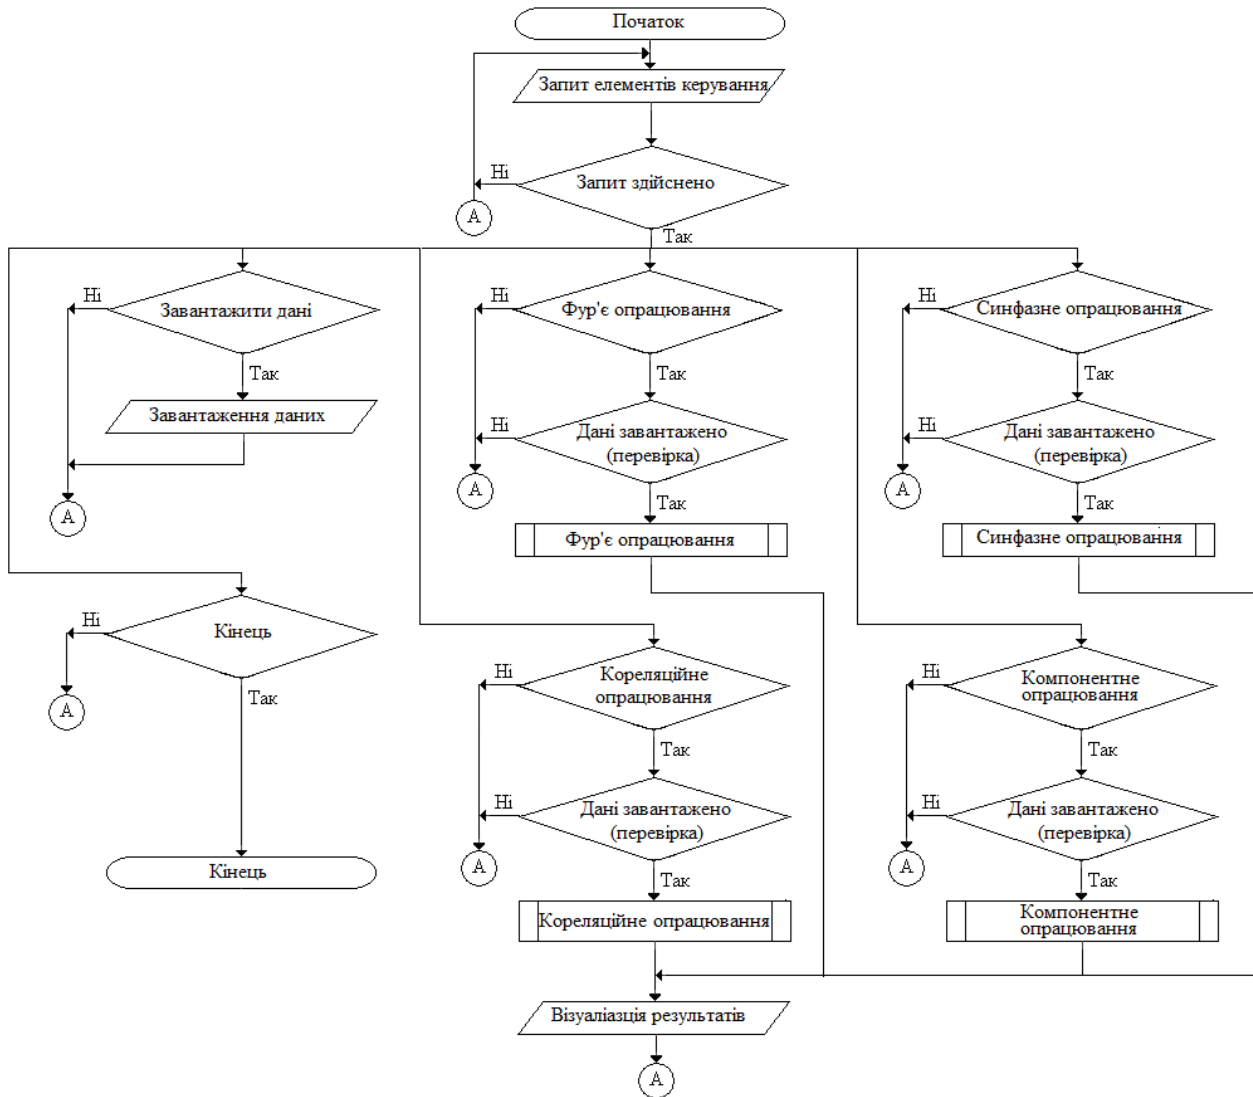 Початок
Запит елементів керування
Ні
Запит здійснено
А
Так
Ні
Завантажити дані
Ні
Фур'є опрацювання
Ні
Синфазне опрацювання
Так
Так
Так
Завантаження даних
Ні
Дані завантажено
(перевірка)
Ні
Дані завантажено
(перевірка)
А
А
А
Так
Так
Фур'є опрацювання
Синфазне опрацювання
Ні
Кінець
А
Так
Ні
Кореляційне
опрацювання
Ні
Компонентне
опрацювання
Так
Так
Ні
Дані завантажено
(перевірка)
Ні
Дані завантажено
(перевірка)
Кінець
А
А
Так
Так
Кореляційне опрацювання
Компонентне
опрацювання
Візуаліазція результатів
А